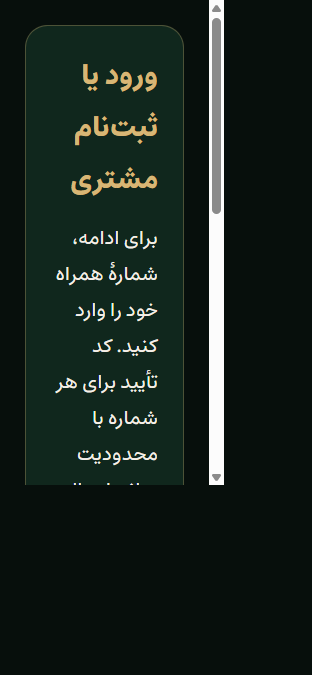 ورود یا
ثبت‌نام
مشتری
برای ادامه،
شمارهٔ همراه
خود را وارد
کنید. کد
تأیید برای هر
شماره با
محدودیت